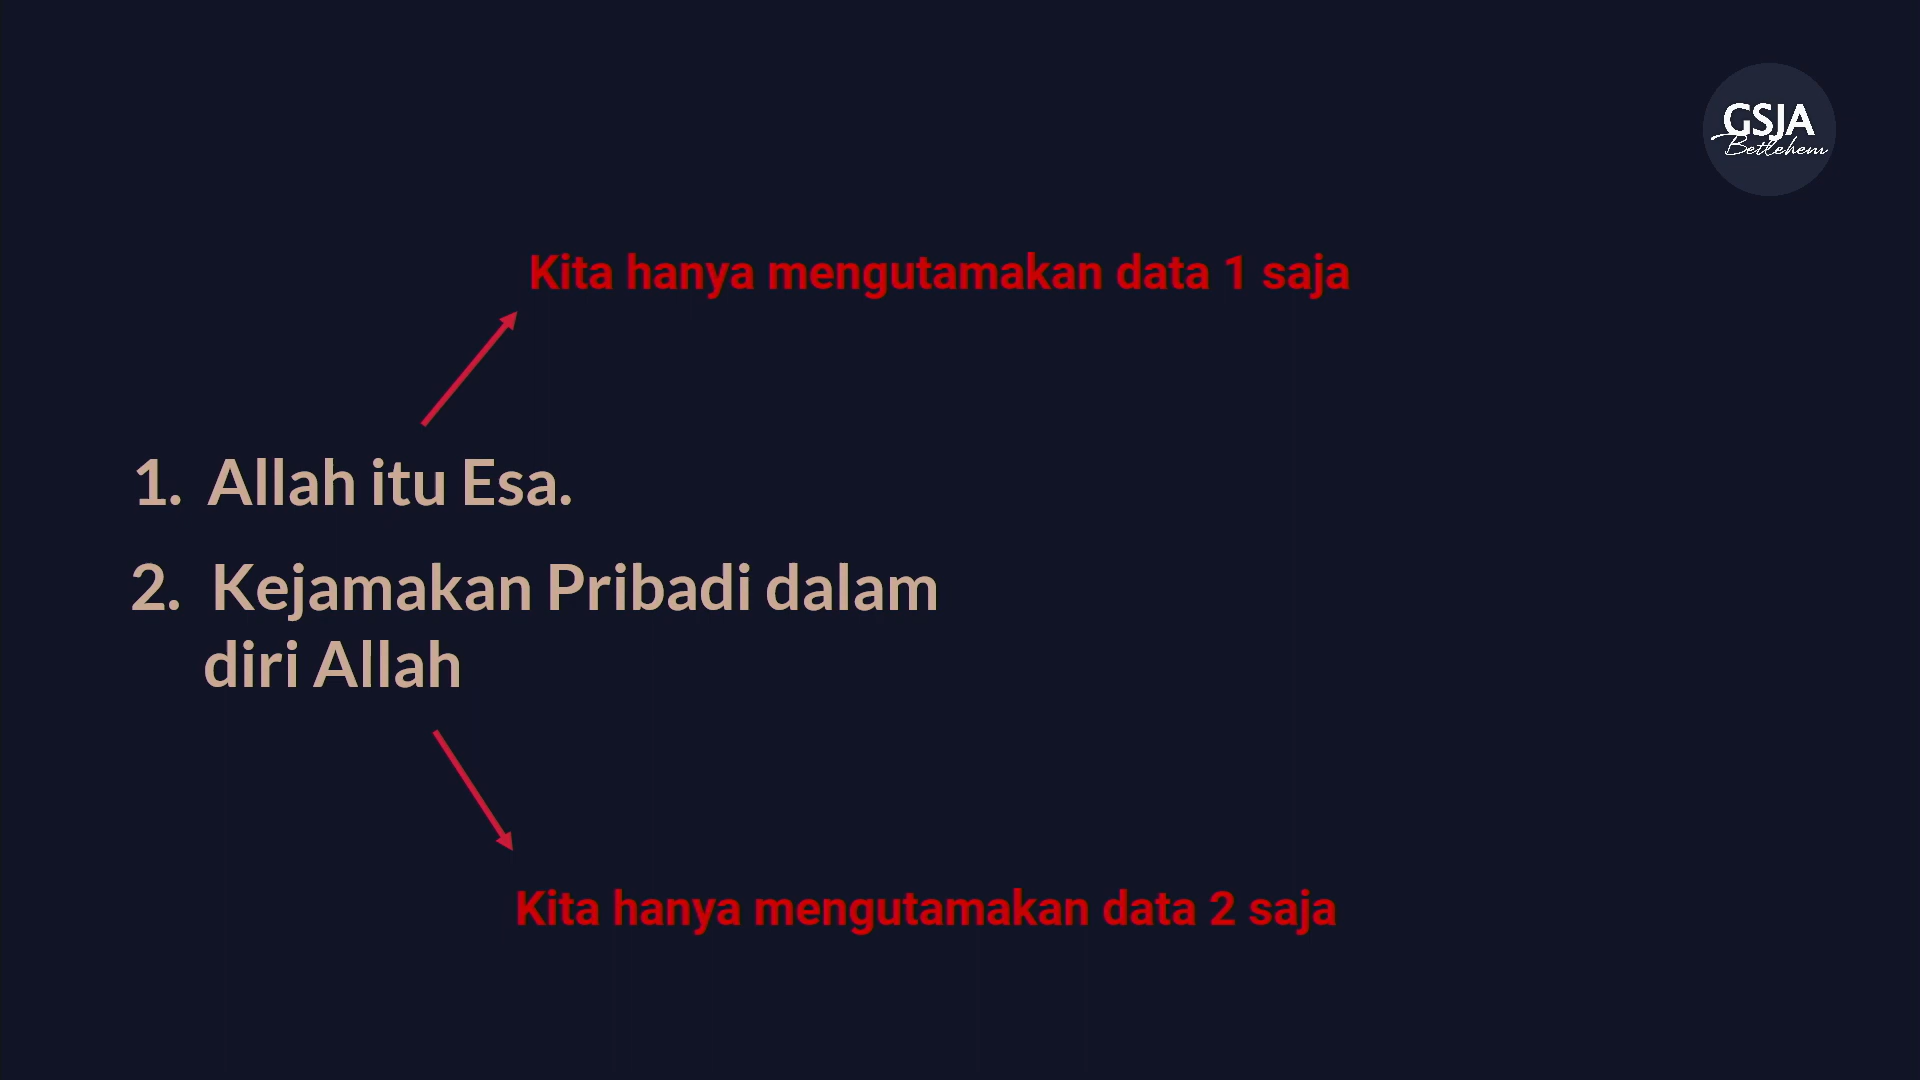 GSJA
Betlehem
Kita hanya mengutamakan data 1 saja
1. Allah itu Esa.
2. Kejamakan Pribadi dalam
diri Allah
Kita hanya mengutamakan data 2 saja